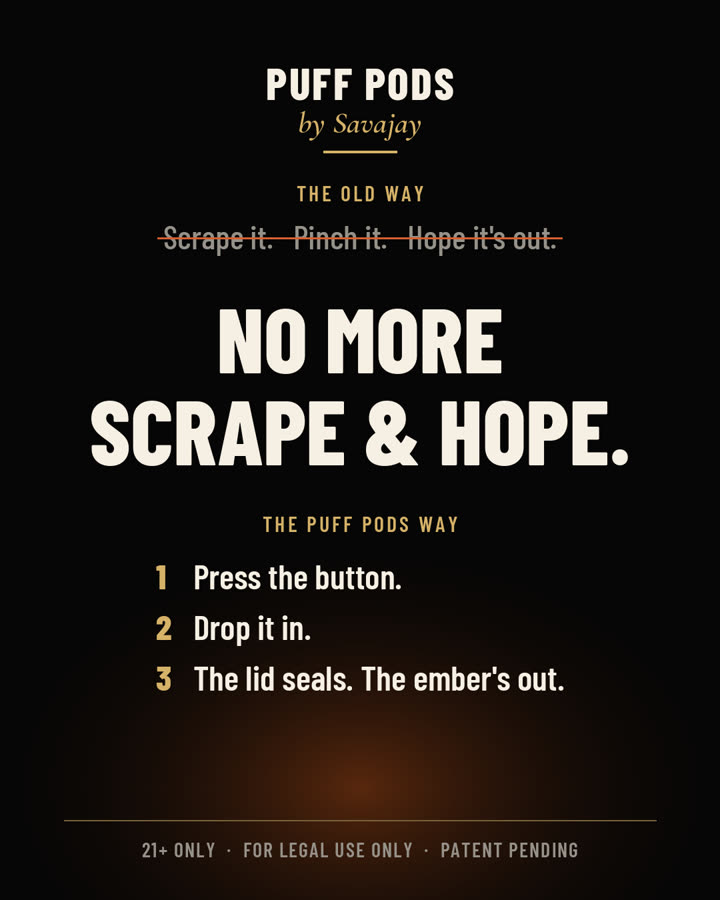 PUFF PODS
by Savajay
THE OLD WAY
Scrape it. Pinch it. Hope it's out.
NO MORE
SCRAPE & HOPE.
THE PUFF PODS WAY
1 Press the button.
2 Drop it in.
3 The lid seals. The ember's out.
21+ ONLY · FOR LEGAL USE ONLY · PATENT PENDING